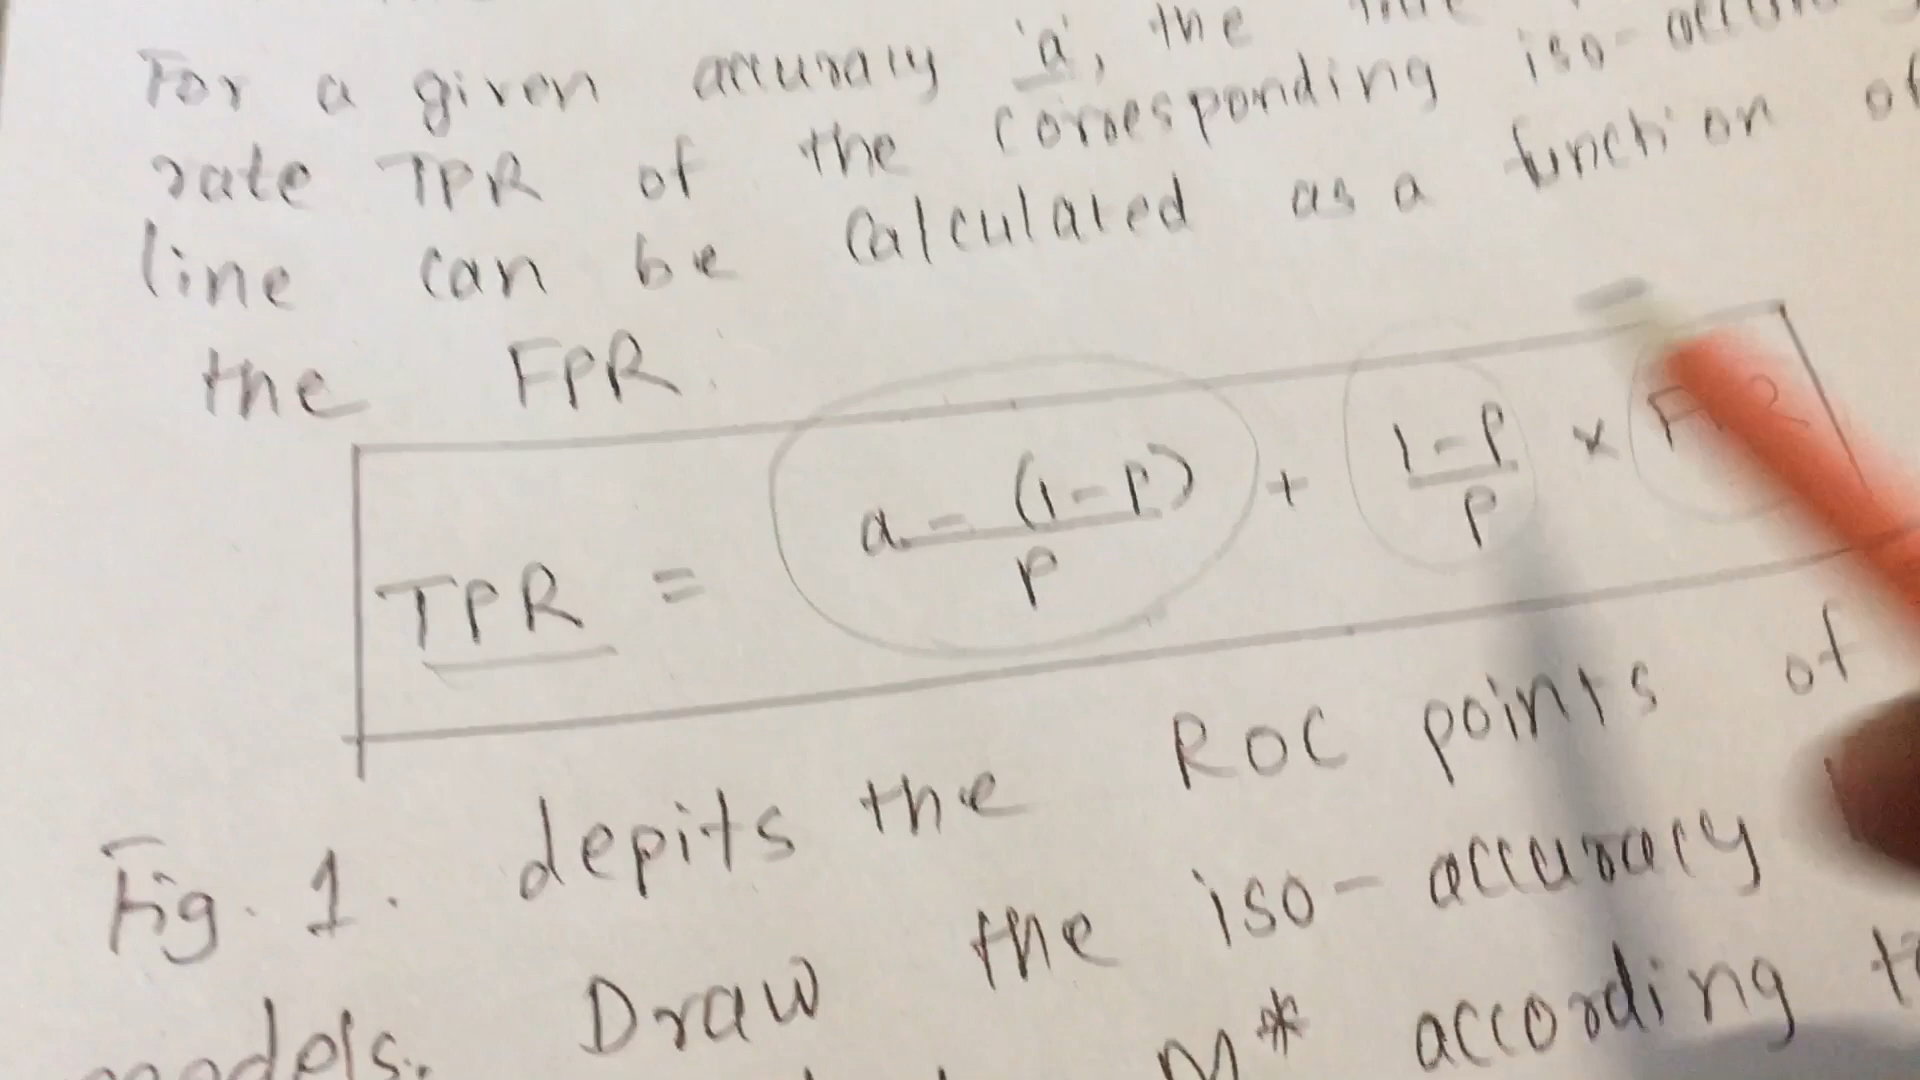 For a given accuracy 'a', the
rate TPR of the corresponding iso-
line can be calculated as a function of
the FPR.
TPR = a - (1-P) / P + 1-P / P ×
Fig. 1. depits the ROC points of
models. Draw the iso-accuracy
M* according to